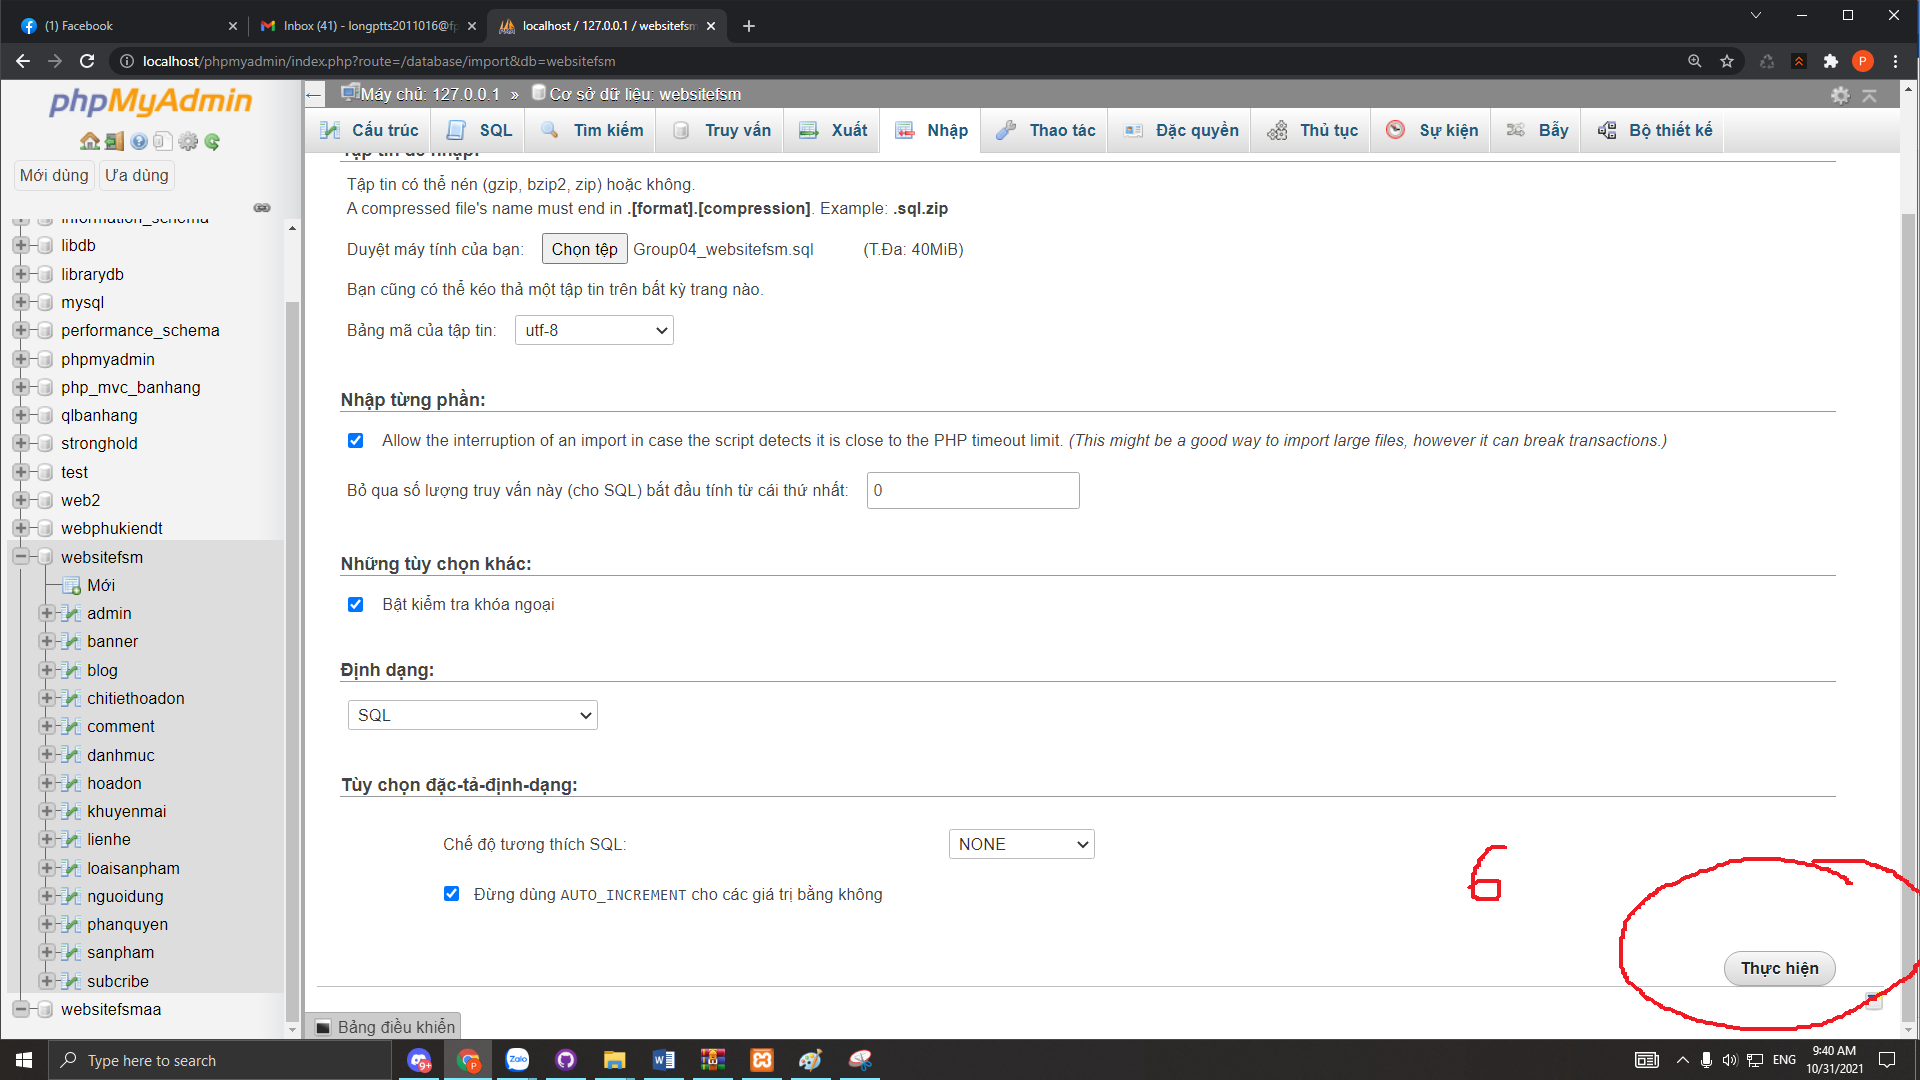 (1) Facebook
Inbox (41) - longptts2011016@fp
localhost / 127.0.0.1 / websitefsm
localhost/phpmyadmin/index.php?route=/database/import&db=websitefsm
P
phpMyAdmin
Mới dùng
Ưa dùng
information_schema
libdb
librarydb
mysql
performance_schema
phpmyadmin
php_mvc_banhang
qlbanhang
stronghold
test
web2
webphukiendt
websitefsm
Mới
admin
banner
blog
chitiethoadon
comment
danhmuc
hoadon
khuyenmai
lienhe
loaisanpham
nguoidung
phanquyen
sanpham
subcribe
websitefsmaa
Máy chủ: 127.0.0.1 » Cơ sở dữ liệu: websitefsm
Cấu trúc
SQL
Tìm kiếm
Truy vấn
Xuất
Nhập
Thao tác
Đặc quyền
Thủ tục
Sự kiện
Bẫy
Bộ thiết kế
Tập tin để nhập:
Tập tin có thể nén (gzip, bzip2, zip) hoặc không.
A compressed file's name must end in .[format].[compression]. Example: .sql.zip
Duyệt máy tính của bạn: Chọn tệp Group04_websitefsm.sql (T.Đa: 40MiB)
Bạn cũng có thể kéo thả một tập tin trên bất kỳ trang nào.
Bảng mã của tập tin: utf-8
Nhập từng phần:
Allow the interruption of an import in case the script detects it is close to the PHP timeout limit. (This might be a good way to import large files, however it can break transactions.)
Bỏ qua số lượng truy vấn này (cho SQL) bắt đầu tính từ cái thứ nhất: 0
Những tùy chọn khác:
Bật kiểm tra khóa ngoại
Định dạng:
SQL
Tùy chọn đặc-tả-định-dạng:
Chế độ tương thích SQL: NONE
Đừng dùng AUTO_INCREMENT cho các giá trị bằng không
6
Thực hiện
Bảng điều khiển
Type here to search
9+
P
Zalo
ENG
9:40 AM
10/31/2021